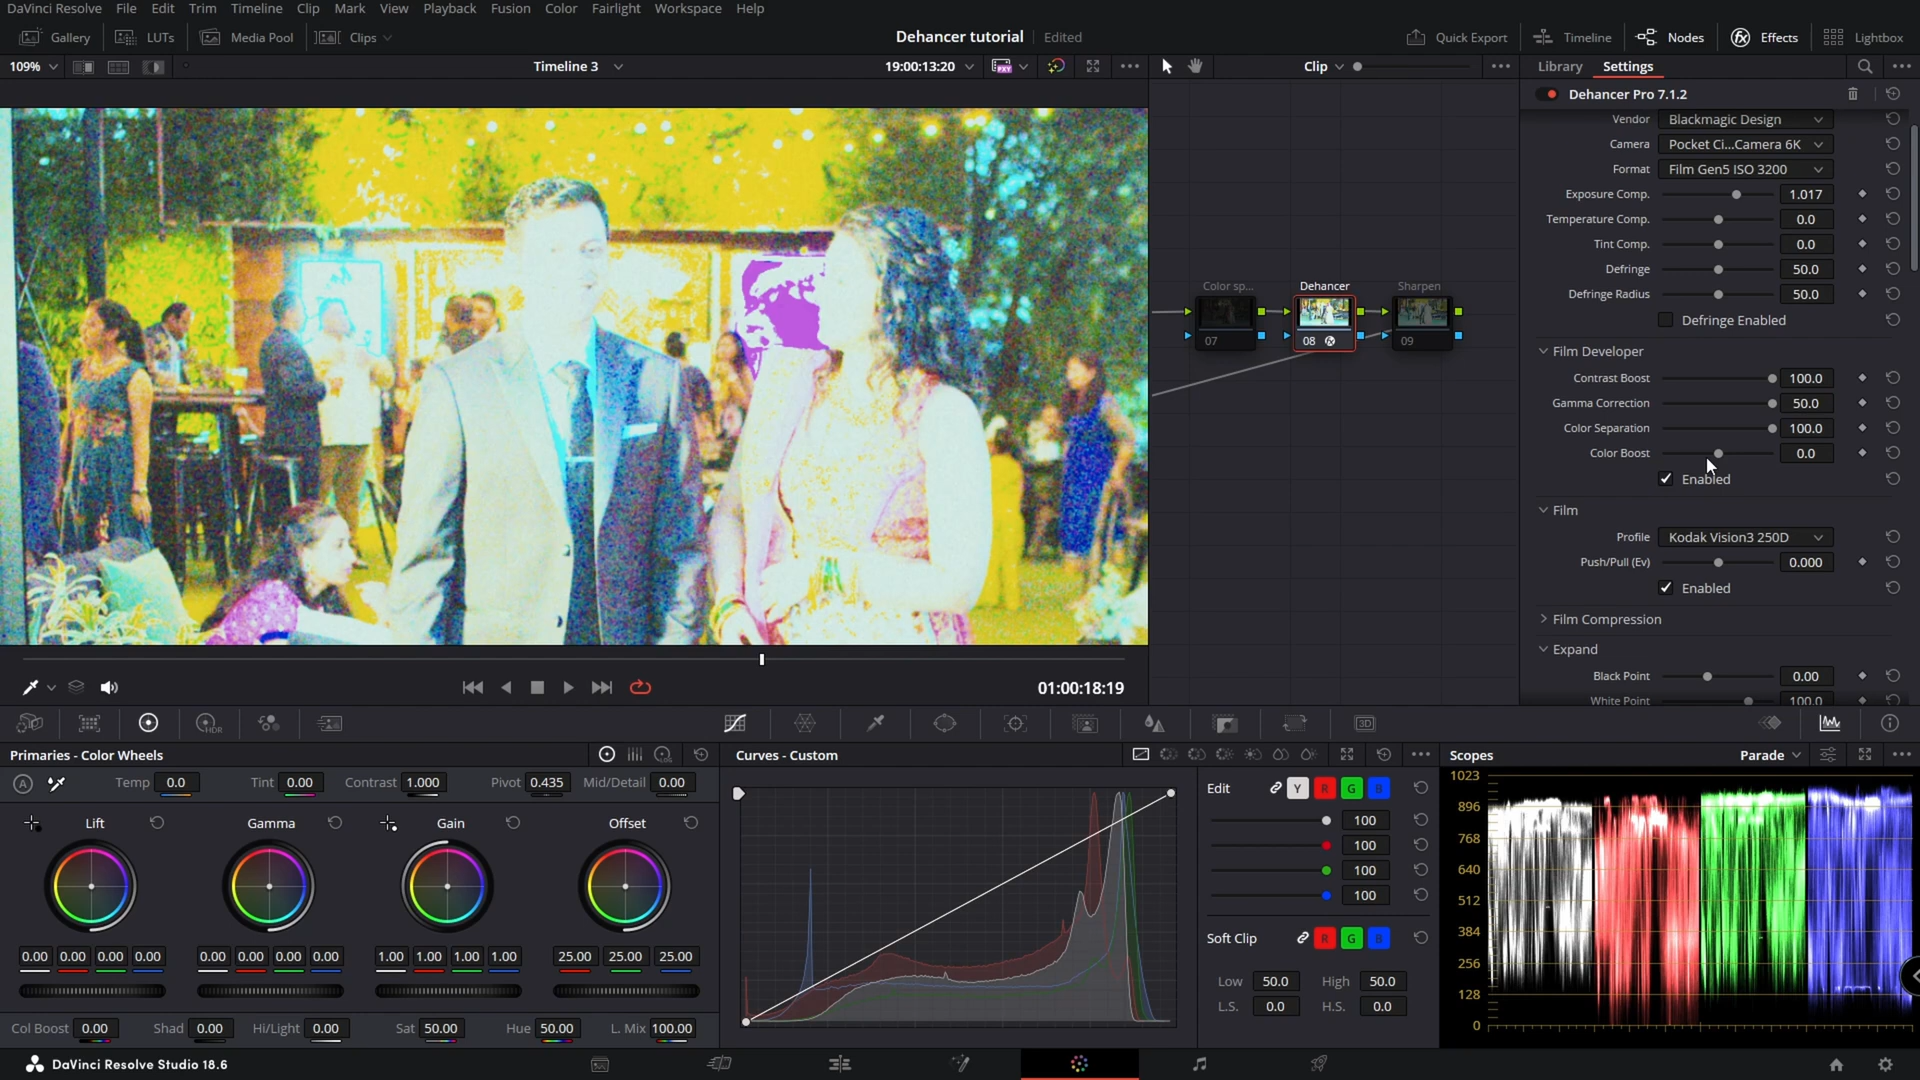 DaVinci Resolve File Edit Trim Timeline Clip Mark View Playback Fusion Color Fairlight Workspace Help
Gallery LUTs Media Pool Clips Dehancer tutorial Edited Quick Export Timeline Nodes Effects Lightbox
109% Timeline 3 19:00:13:20 Clip Library Settings
Dehancer Pro 7.1.2
Vendor Blackmagic Design
Camera Pocket Ci...Camera 6K
Format Film Gen5 ISO 3200
Exposure Comp. 1.017
Temperature Comp. 0.0
Tint Comp. 0.0
Defringe 50.0
Defringe Radius 50.0
Defringe Enabled
Color sp... Dehancer Sharpen
07 08 09
Film Developer
Contrast Boost 100.0
Gamma Correction 50.0
Color Separation 100.0
Color Boost 0.0
Enabled
Film
Profile Kodak Vision3 250D
Push/Pull (Ev) 0.000
Enabled
Film Compression
Expand
Black Point 0.00
White Point 100.0
01:00:18:19
HDR 3D
Primaries - Color Wheels
Temp 0.0 Tint 0.00 Contrast 1.000 Pivot 0.435 Mid/Detail 0.00
Lift Gamma Gain Offset
0.00 0.00 0.00 0.00 0.00 0.00 0.00 0.00 1.00 1.00 1.00 1.00 25.00 25.00 25.00
Col Boost 0.00 Shad 0.00 Hi/Light 0.00 Sat 50.00 Hue 50.00 L. Mix 100.00
Curves - Custom
Edit Y R G B
100
100
100
100
Soft Clip R G B
Low 50.0 High 50.0
L.S. 0.0 H.S. 0.0
Scopes Parade
1023
896
768
640
512
384
256
128
0
DaVinci Resolve Studio 18.6